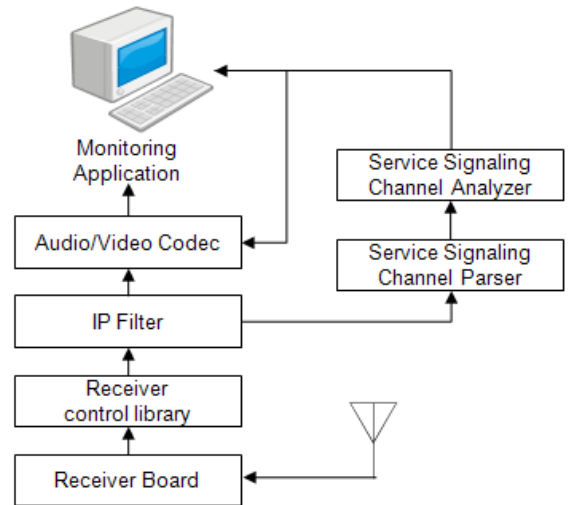 Monitoring
Application
Service Signaling
Channel Analyzer
Audio/Video Codec
Service Signaling
Channel Parser
IP Filter
Receiver
control library
Receiver Board